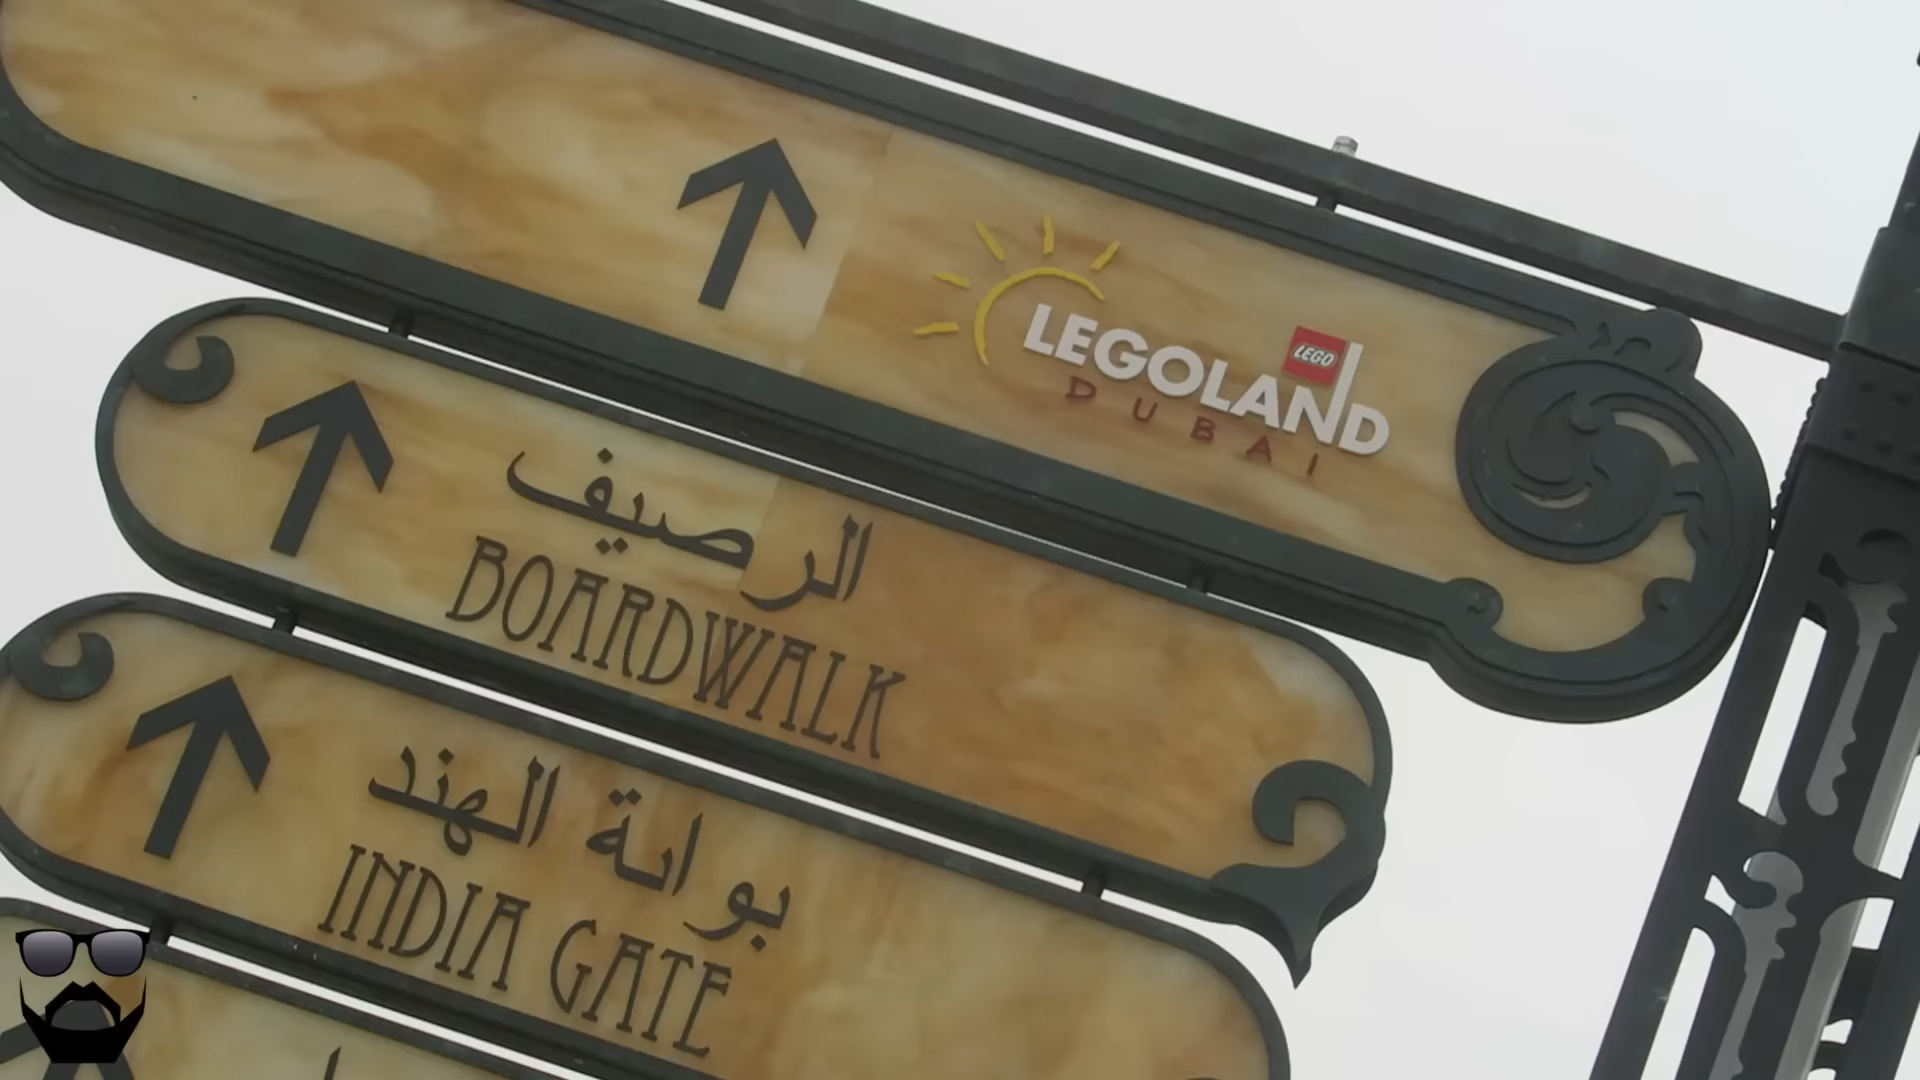 LEGOLAND
LEGO
DUBAI
الرصيف
BOARDWALK
بوابة الهند
INDIA GATE